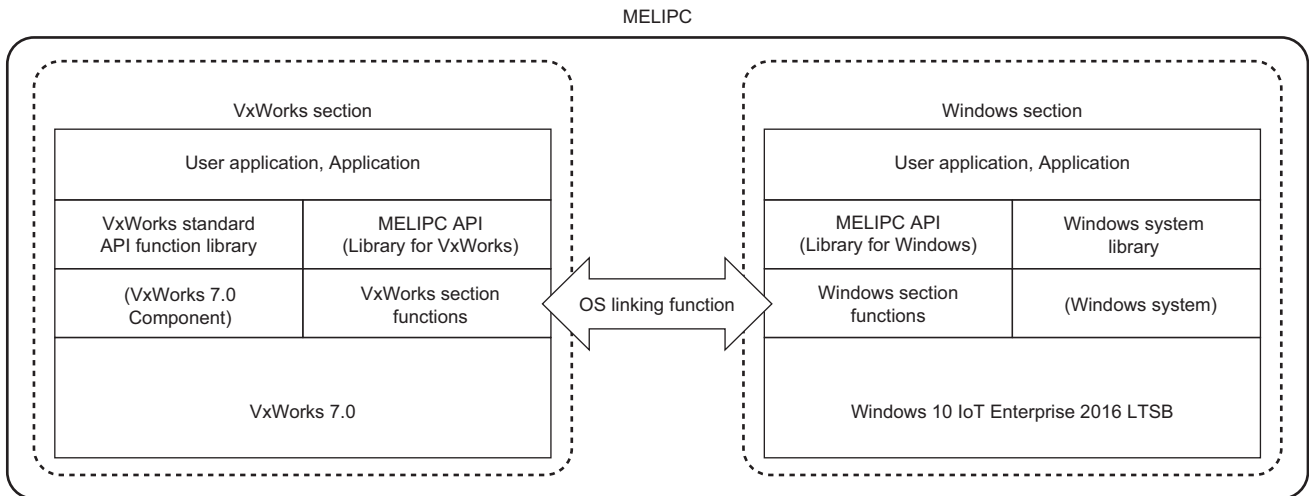 MELIPC
VxWorks section
User application, Application
VxWorks standard
API function library
MELIPC API
(Library for VxWorks)
(VxWorks 7.0
Component)
VxWorks section
functions
VxWorks 7.0
OS linking function
Windows section
User application, Application
MELIPC API
(Library for Windows)
Windows system
library
Windows section
functions
(Windows system)
Windows 10 IoT Enterprise 2016 LTSB